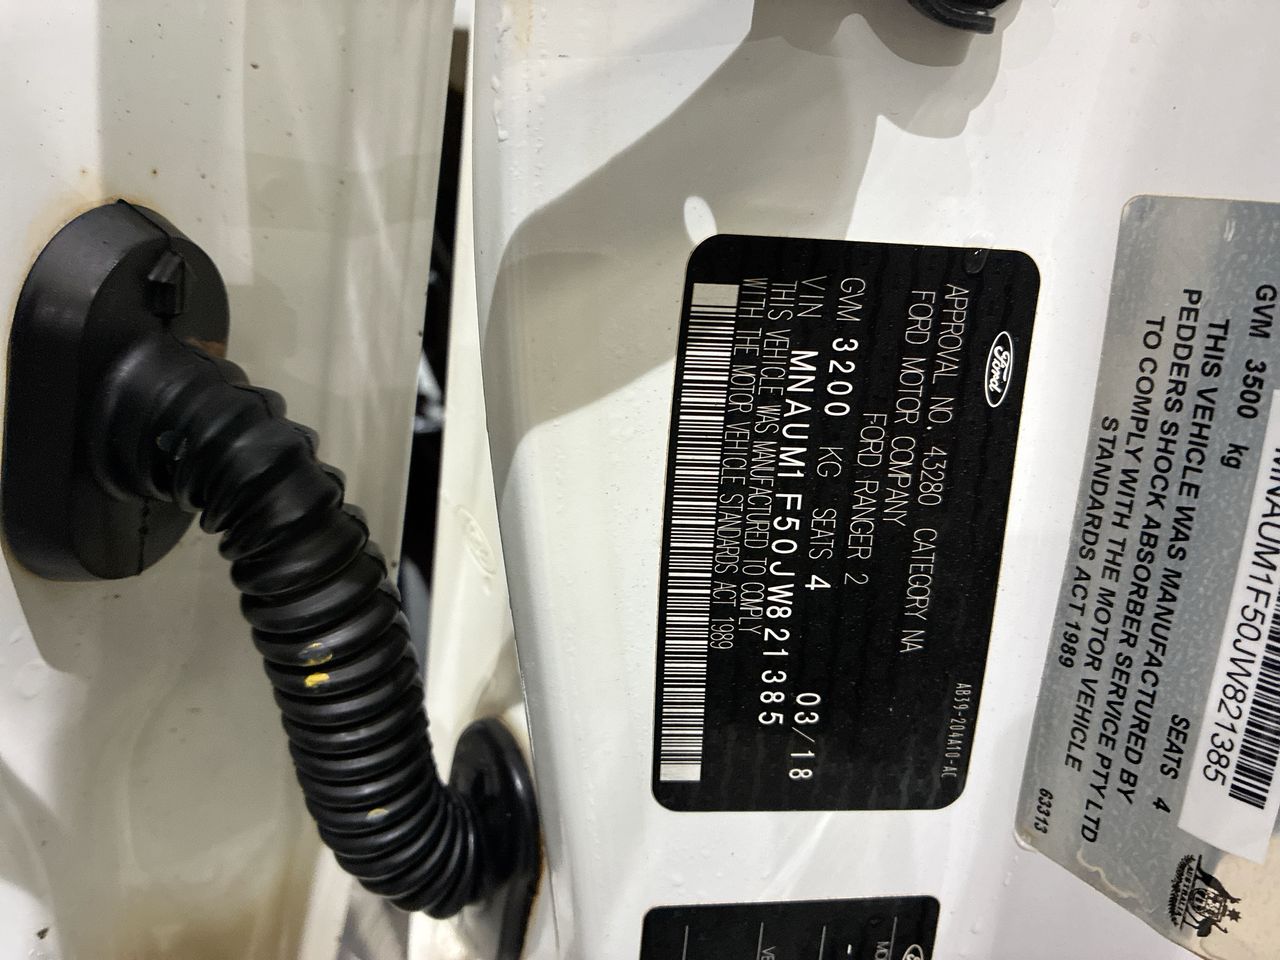 Ford
AB39-204A10-AC
APPROVAL NO. 43280 CATEGORY NA
FORD MOTOR COMPANY
FORD RANGER 2
GVM 3200 KG SEATS 4 03/18
VIN MNAUM1F50JW821385
THIS VEHICLE WAS MANUFACTURED TO COMPLY
WITH THE MOTOR VEHICLE STANDARDS ACT 1989
MNAUM1F50JW821385
GVM 3500 kg SEATS 4
THIS VEHICLE WAS MANUFACTURED BY
PEDDERS SHOCK ABSORBER SERVICE PTY LTD
TO COMPLY WITH THE MOTOR VEHICLE
STANDARDS ACT 1989
63313
AUSTRALIA